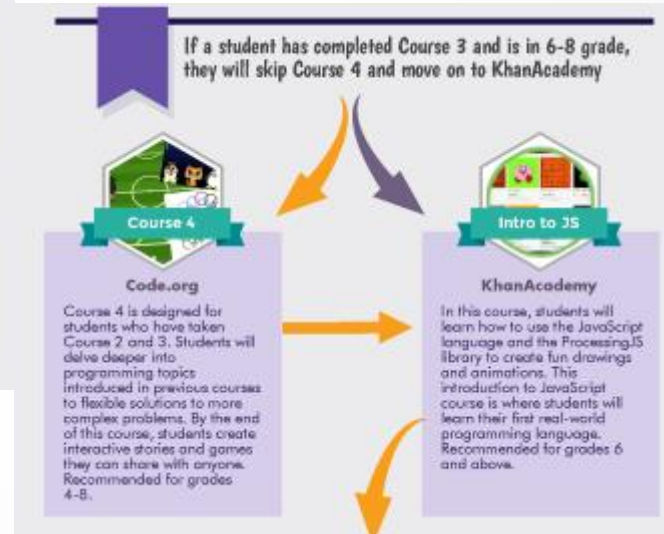 If a student has completed Course 3 and is in 6-8 grade,
they will skip Course 4 and move on to KhanAcademy
Course 4
Code.org
Course 4 is designed for
students who have taken
Course 2 and 3. Students will
delve deeper into
programming topics
introduced in previous courses
to flexible solutions to more
complex problems. By the end
of this course, students create
interactive stories and games
they can share with anyone.
Recommended for grades
4-8.
Intro to JS
KhanAcademy
In this course, students will
learn how to use the JavaScript
language and the ProcessingJS
library to create fun drawings
and animations. This
introduction to JavaScript
course is where students will
learn their first real-world
programming language.
Recommended for grades 6
and above.